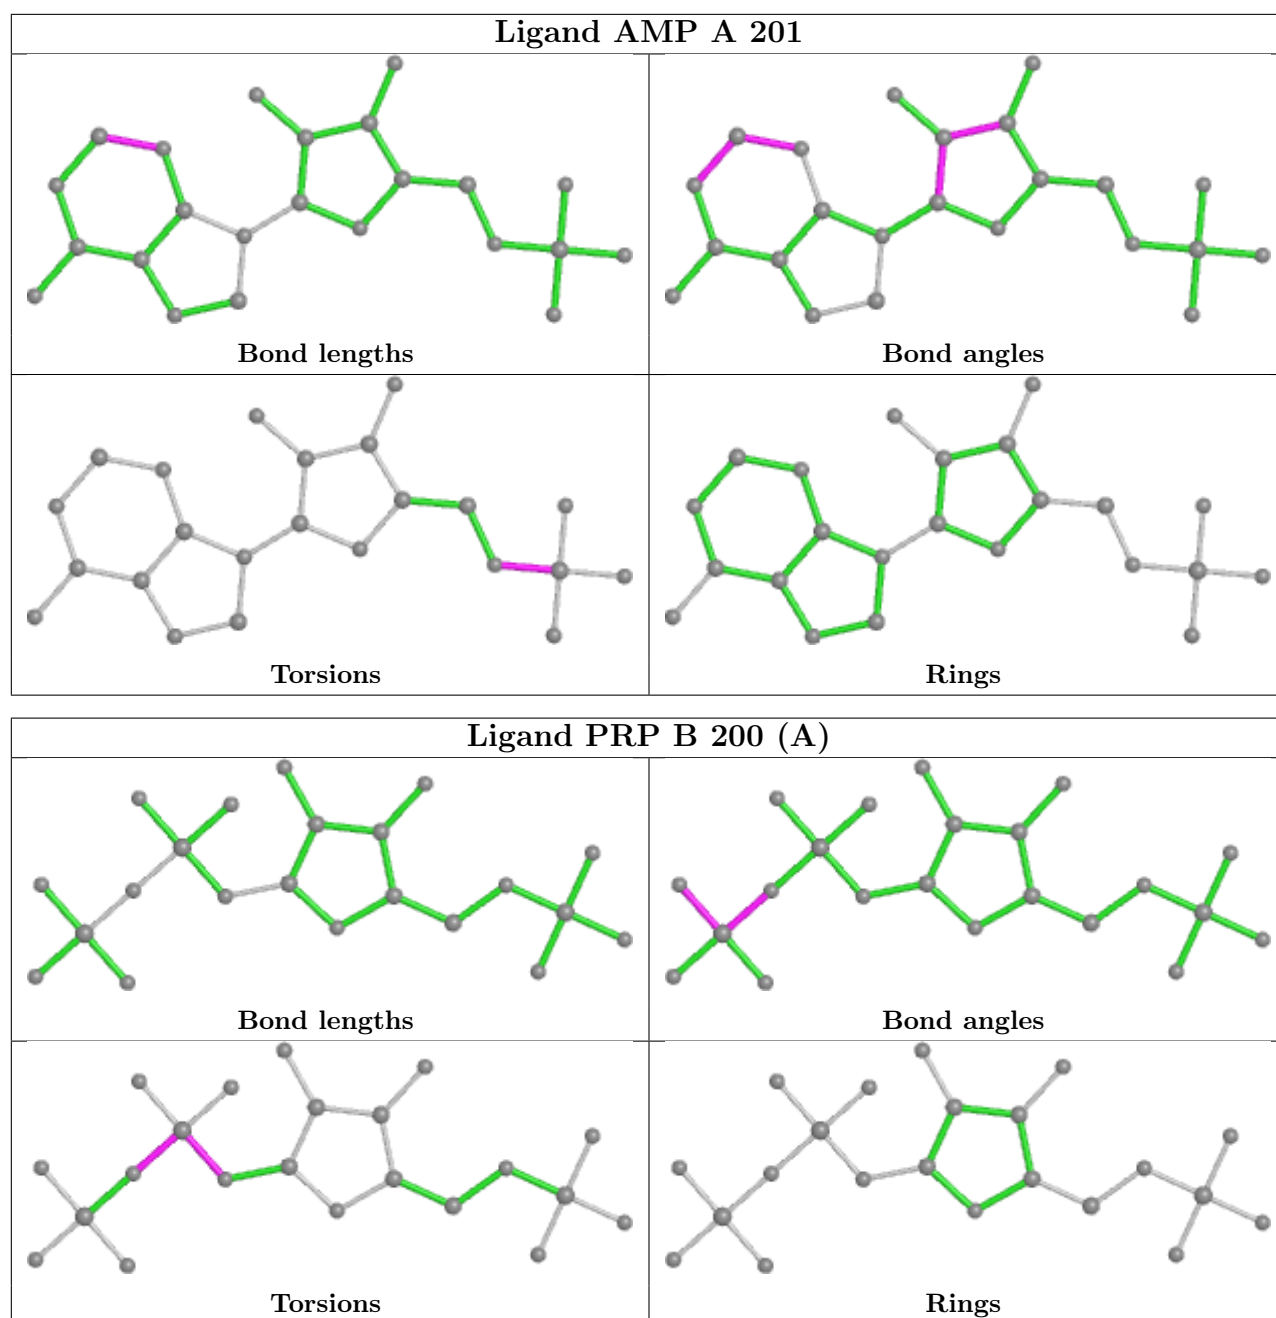 Ligand AMP A 201
Bond lengths
Bond angles
Torsions
Rings
Ligand PRP B 200 (A)
Bond lengths
Bond angles
Torsions
Rings